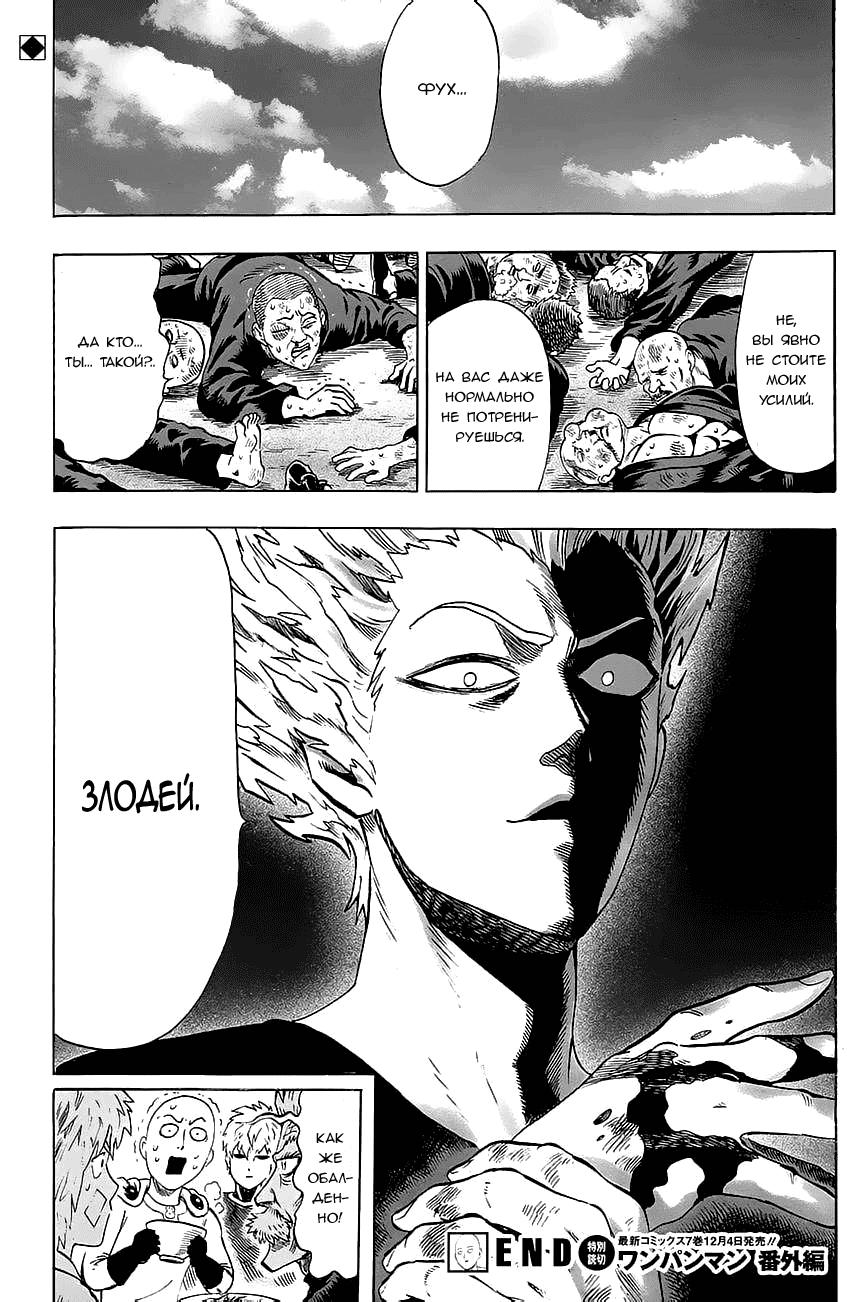 ФУХ...
НЕ,
ВЫ ЯВНО
НЕ СТОИТЕ
МОИХ
УСИЛИЙ.
НА ВАС ДАЖЕ
НОРМАЛЬНО
НЕ ПОТРЕНИ-
РУЕШЬСЯ.
ДА КТО...
ТЫ... ТАКОЙ?..
ЗЛОДЕЙ.
КАК
ЖЕ
ОБАЛ-
ДЕН-
НО!
END
特別
読切
最新コミックス7巻12月4日発売!!
ワンパンマン 番外編